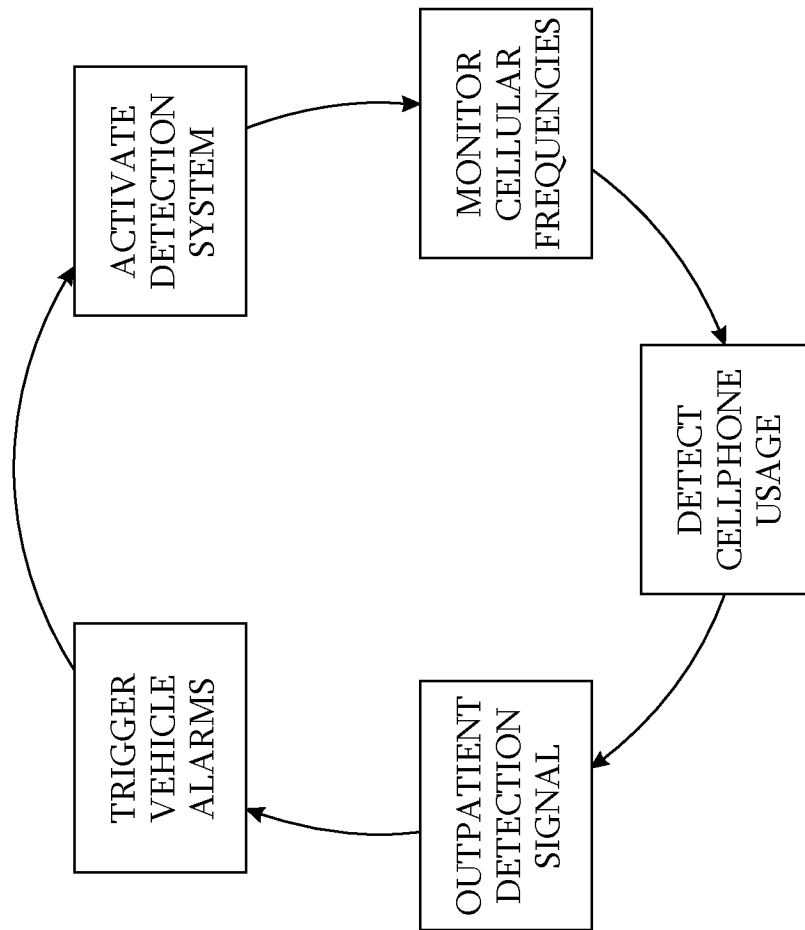 ACTIVATE
DETECTION
SYSTEM
MONITOR
CELLULAR
FREQUENCIES
DETECT
CELLPHONE
USAGE
OUTPATIENT
DETECTION
SIGNAL
TRIGGER
VEHICLE
ALARMS